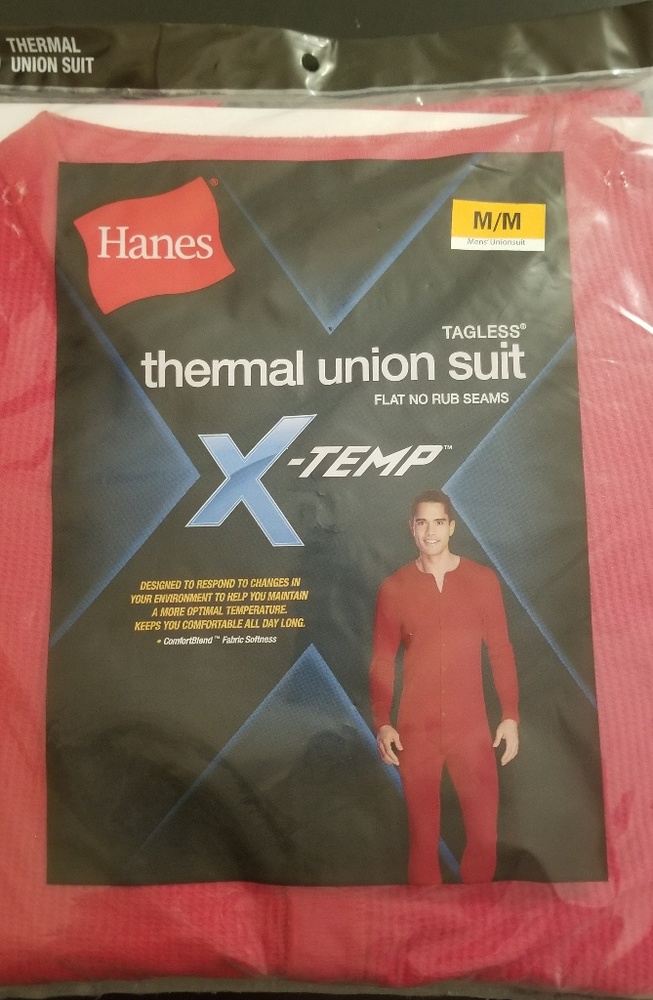 THERMAL
UNION SUIT
Hanes®
M/M
Mens' Unionsuit
TAGLESS®
thermal union suit
FLAT NO RUB SEAMS
X-TEMP™
DESIGNED TO RESPOND TO CHANGES IN
YOUR ENVIRONMENT TO HELP YOU MAINTAIN
A MORE OPTIMAL TEMPERATURE.
KEEPS YOU COMFORTABLE ALL DAY LONG.
• ComfortBlend™ Fabric Softness